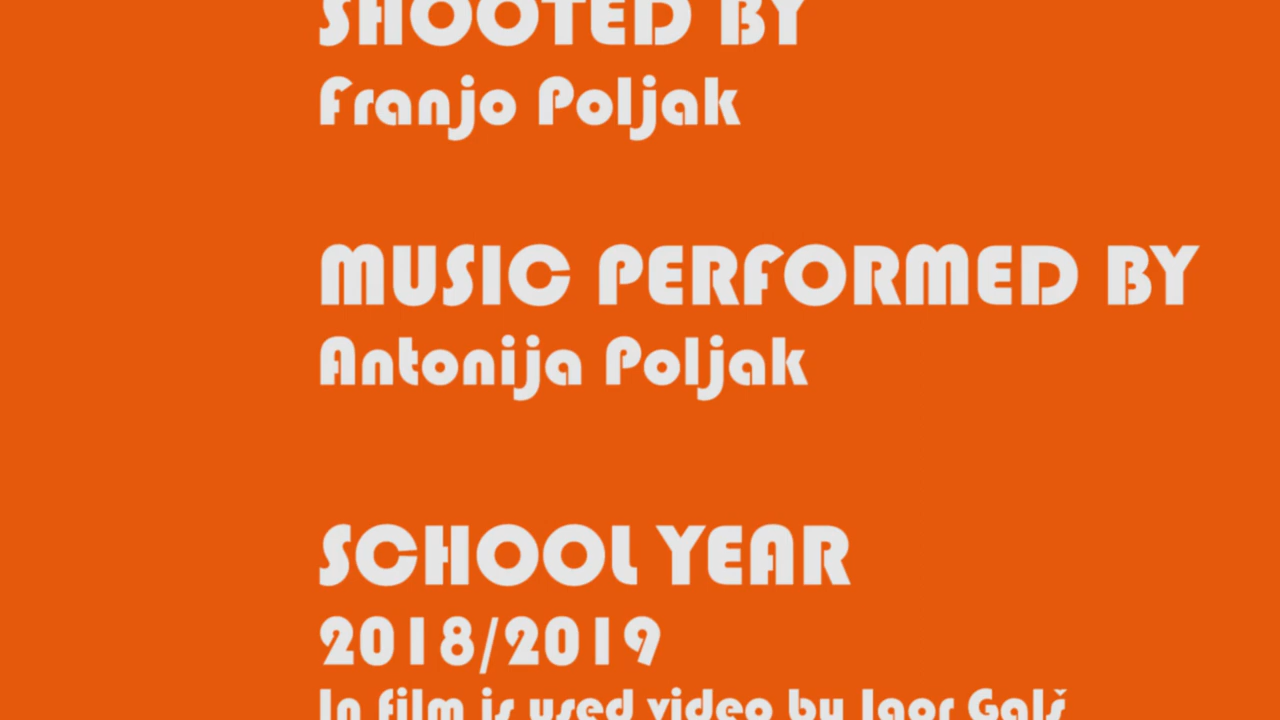 SHOOTED BY
Franjo Poljak
MUSIC PERFORMED BY
Antonija Poljak
SCHOOL YEAR
2018/2019
In film is used video by Igor Galš